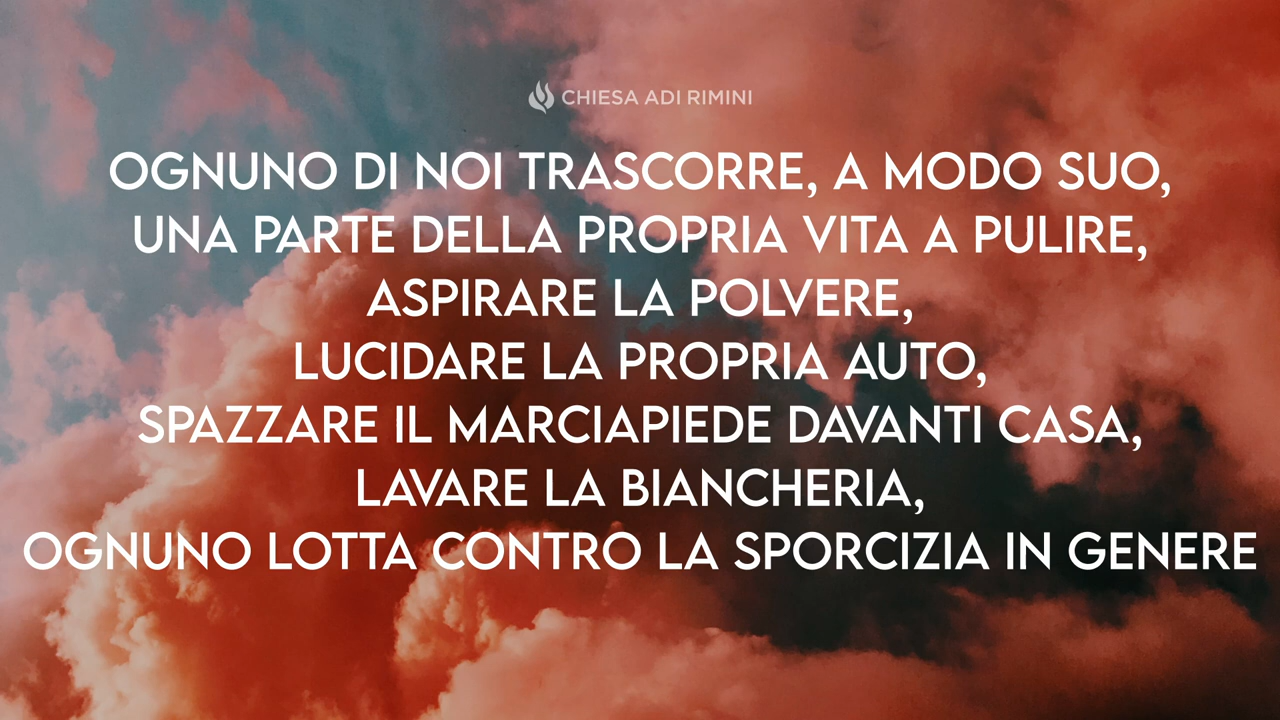 CHIESA ADI RIMINI
OGNUNO DI NOI TRASCORRE, A MODO SUO,
UNA PARTE DELLA PROPRIA VITA A PULIRE,
ASPIRARE LA POLVERE,
LUCIDARE LA PROPRIA AUTO,
SPAZZARE IL MARCIAPIEDE DAVANTI CASA,
LAVARE LA BIANCHERIA,
OGNUNO LOTTA CONTRO LA SPORCIZIA IN GENERE